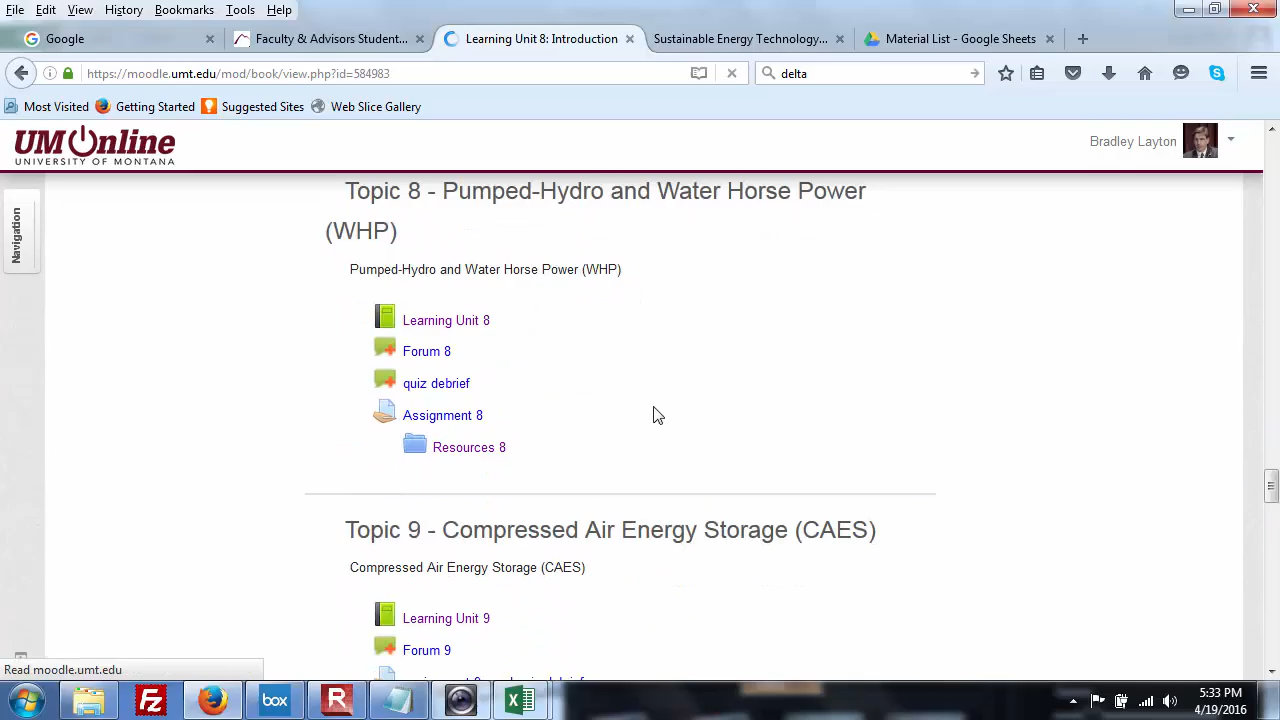 File Edit View History Bookmarks Tools Help
Google
Faculty & Advisors Student...
Learning Unit 8: Introduction
Sustainable Energy Technology...
Material List - Google Sheets
https://moodle.umt.edu/mod/book/view.php?id=584983
delta
Most Visited Getting Started Suggested Sites Web Slice Gallery
UM Online
UNIVERSITY OF MONTANA
Bradley Layton
Navigation
Topic 8 - Pumped-Hydro and Water Horse Power
(WHP)
Pumped-Hydro and Water Horse Power (WHP)
Learning Unit 8
Forum 8
quiz debrief
Assignment 8
Resources 8
Topic 9 - Compressed Air Energy Storage (CAES)
Compressed Air Energy Storage (CAES)
Learning Unit 9
Forum 9
Read moodle.umt.edu
box
5:33 PM
4/19/2016